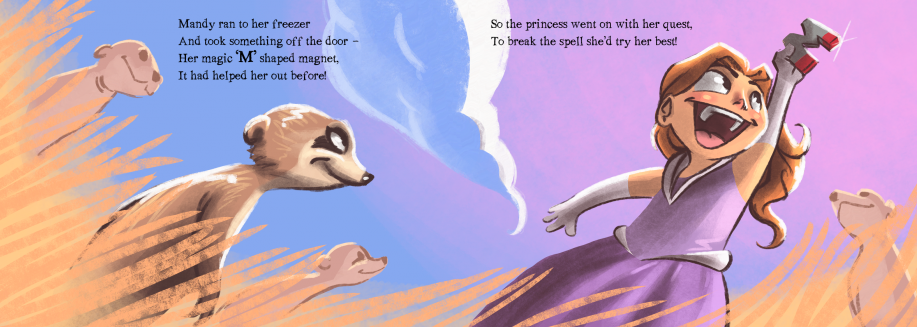 Mandy ran to her freezer
And took something off the door –
Her magic 'M' shaped magnet,
It had helped her out before!
So the princess went on with her quest,
To break the spell she'd try her best!